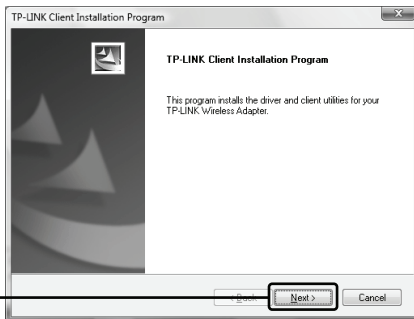 TP-LINK Client Installation Program
TP-LINK Client Installation Program
This program installs the driver and client utilities for your
TP-LINK Wireless Adapter.
< Back
Next >
Cancel